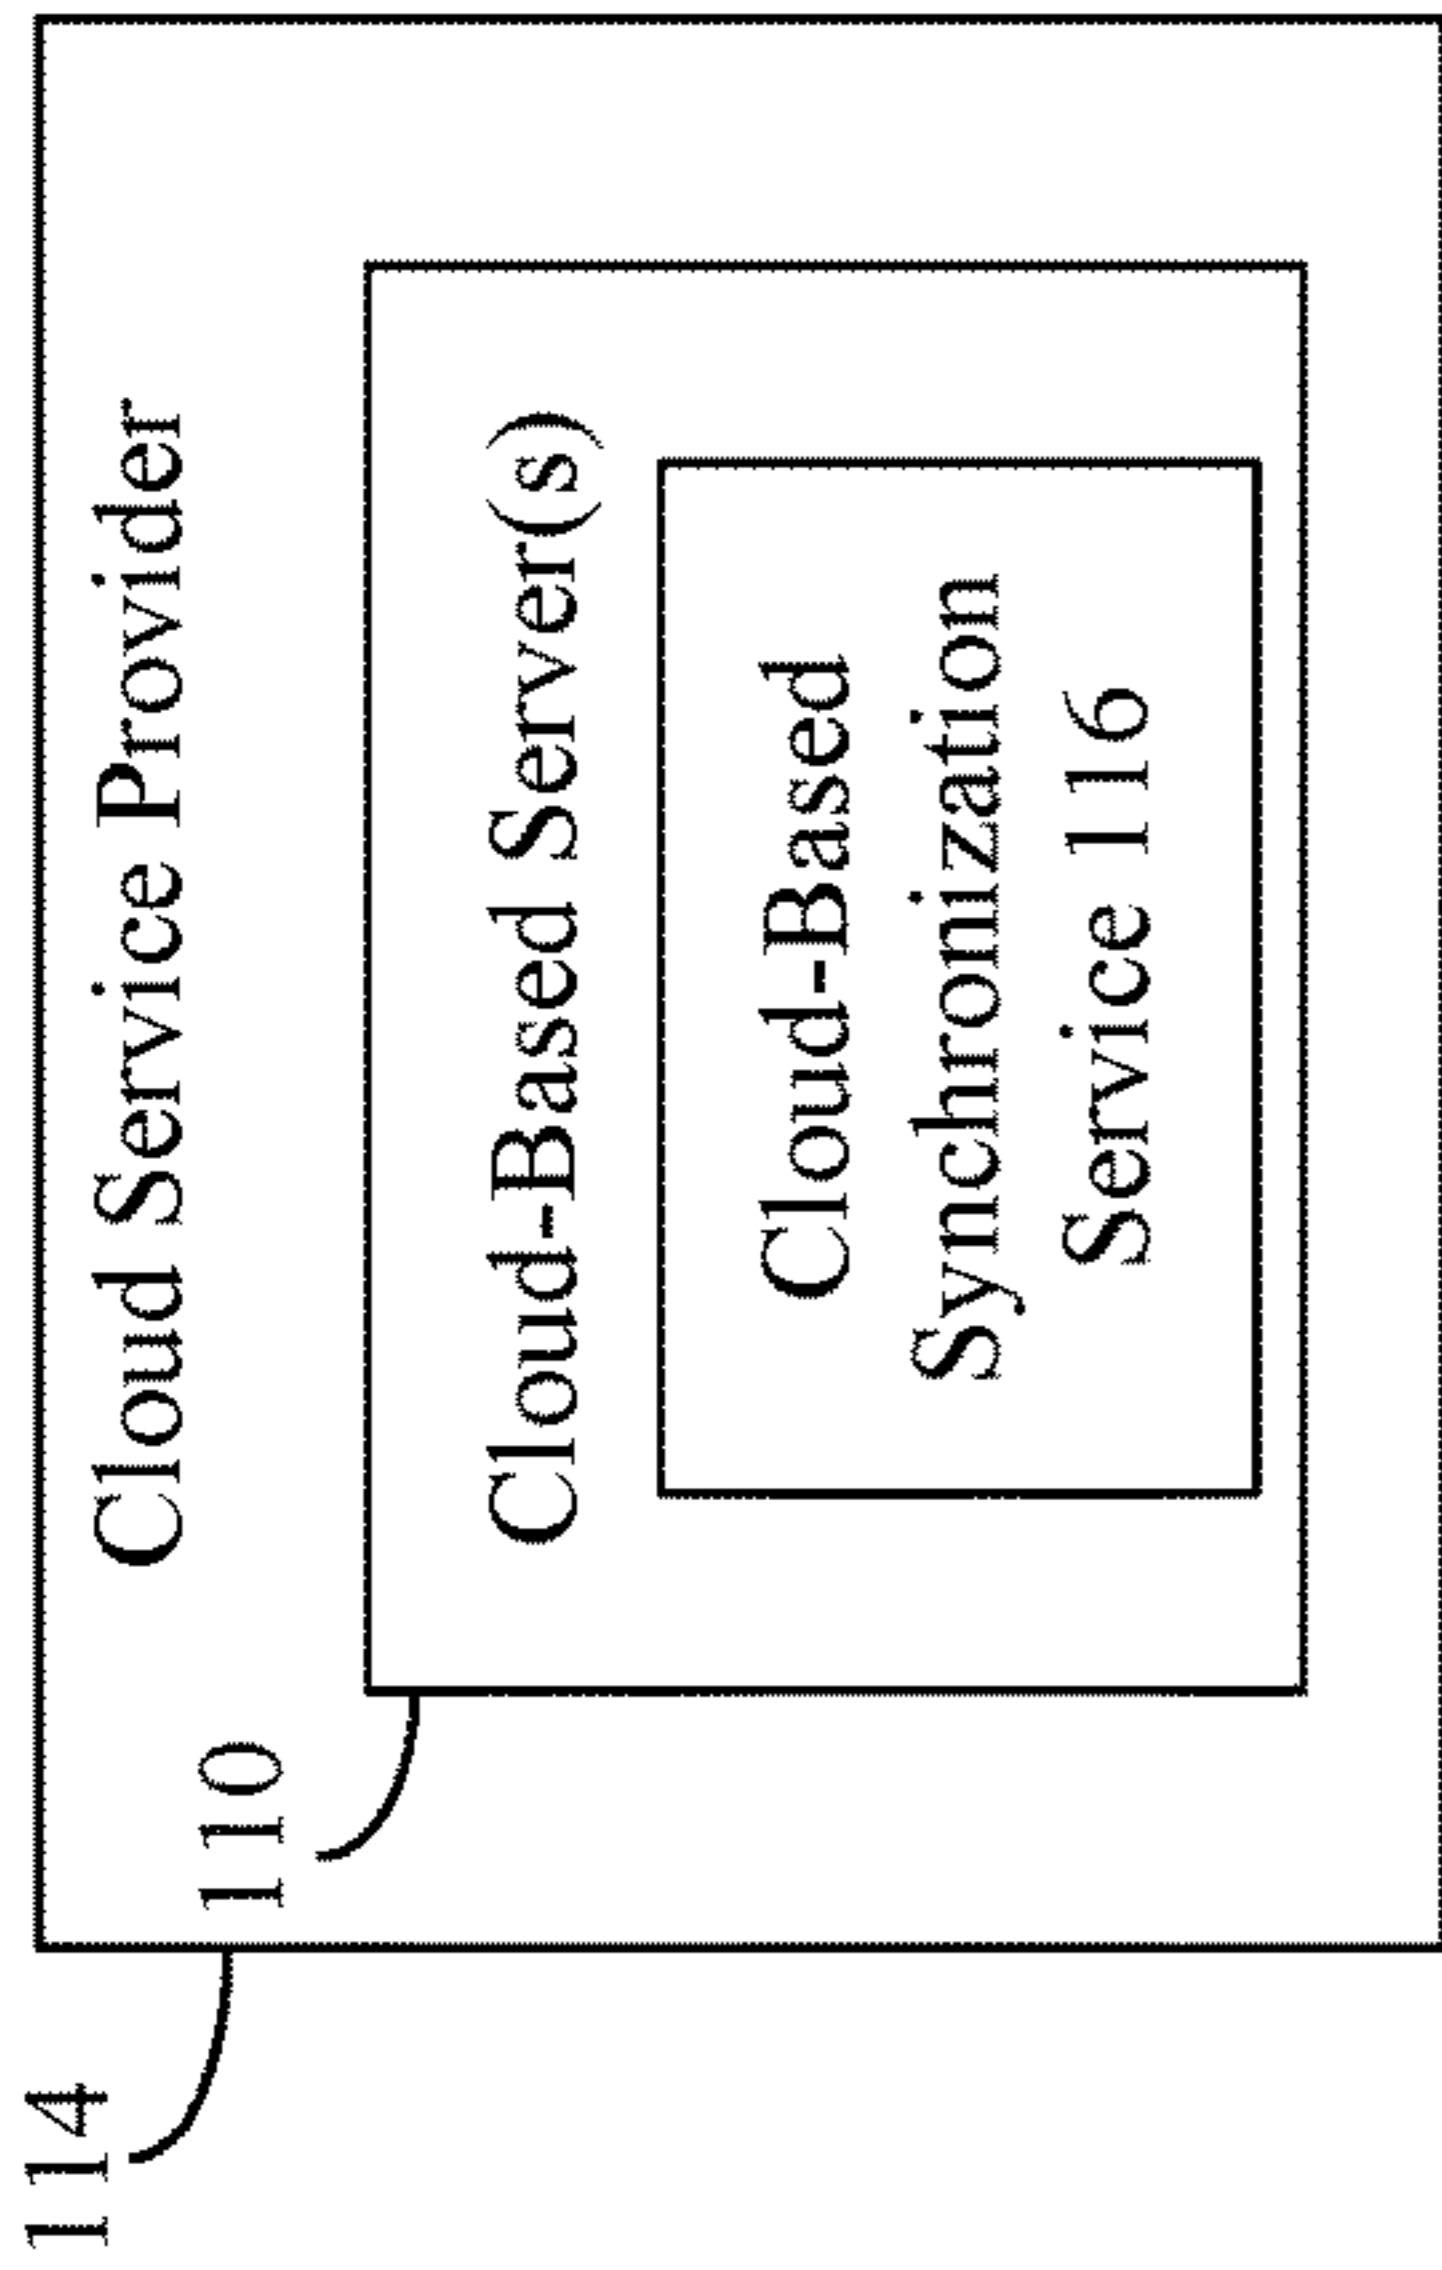 114
Cloud Service Provider
110
Cloud-Based Server(s)
Cloud-Based
Synchronization
Service 116